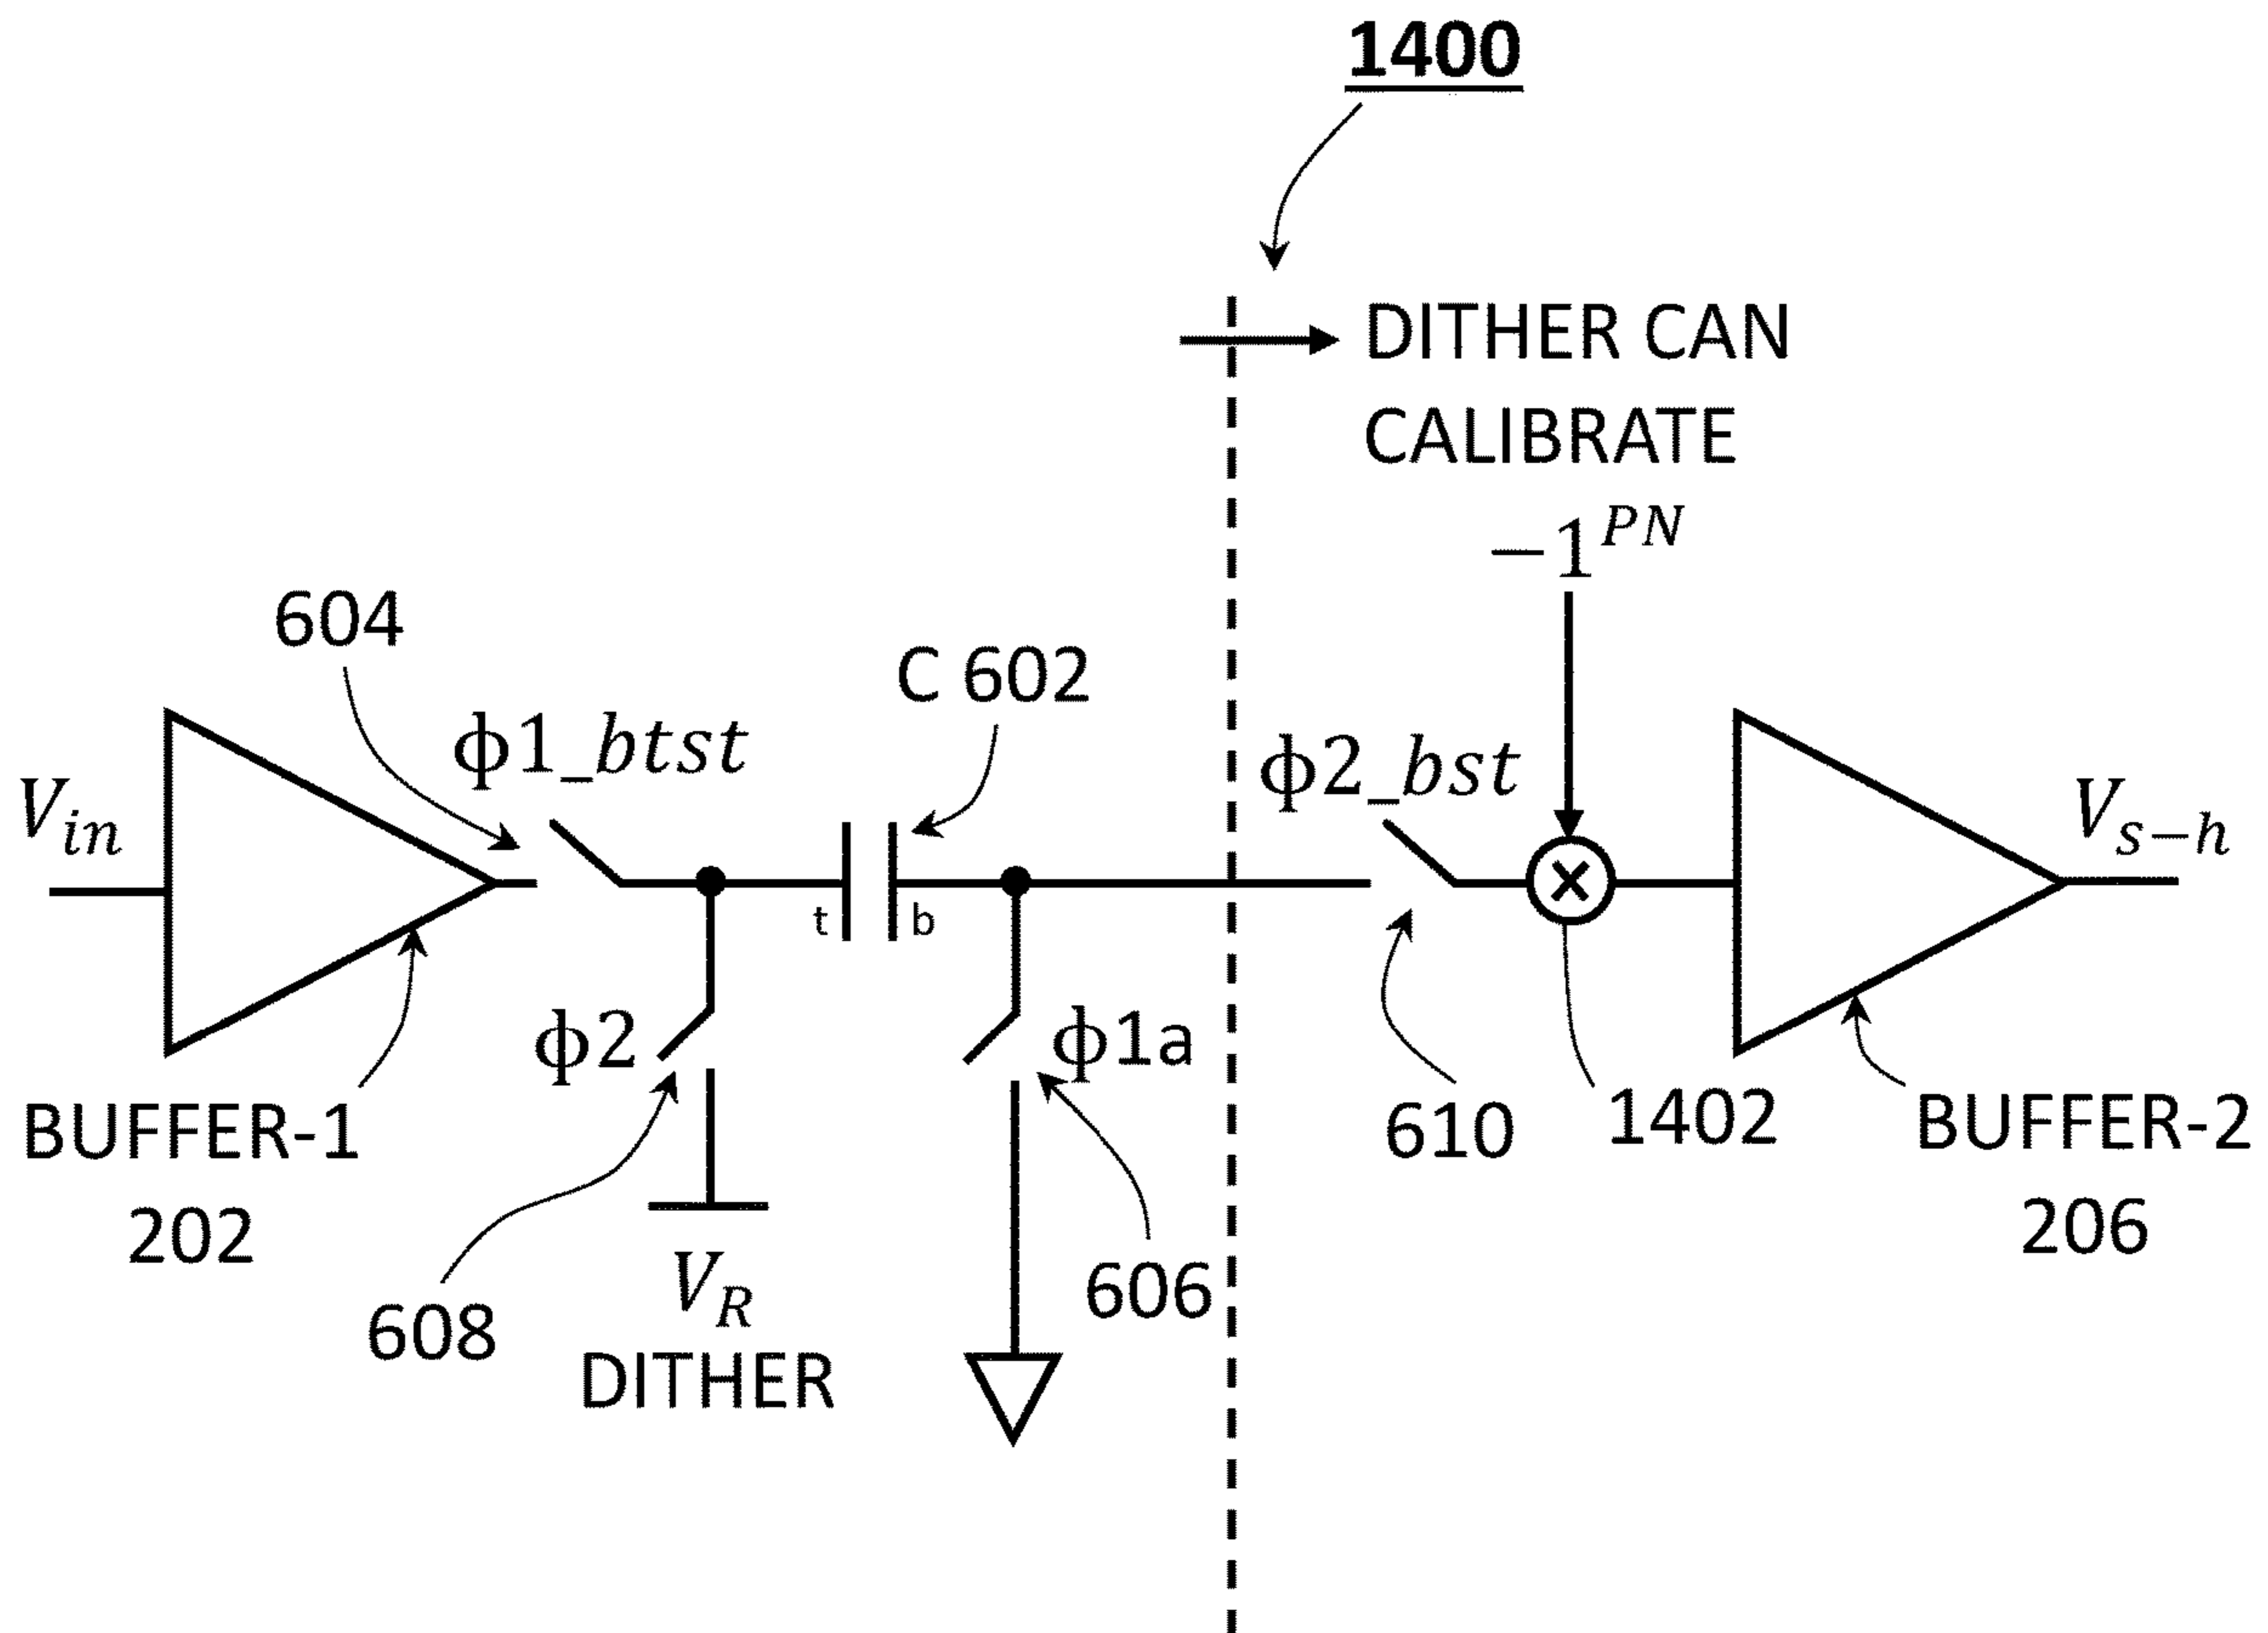 1400
DITHER CAN
CALIBRATE
−1^PN
604
C 602
ϕ1_btst
ϕ2_bst
V_in
V_s−h
t
b
ϕ2
ϕ1a
BUFFER-1
202
610
1402
BUFFER-2
206
608
V_R
DITHER
606